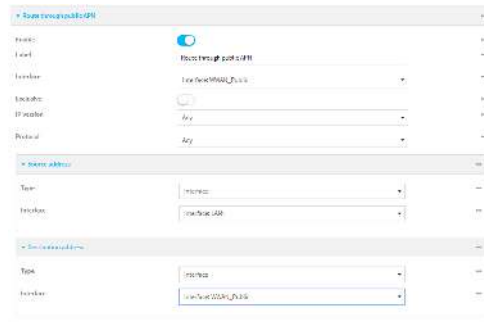 Route through public APN
Enable
Label
Route through public APN
Interface
Interface: WWAN_Public
Exclusive
IP version
Any
Protocol
Any
Source address
Type
Interface
Interface
Interface: LAN
Destination address
Type
Interface
Interface
Interface: WWAN_Public